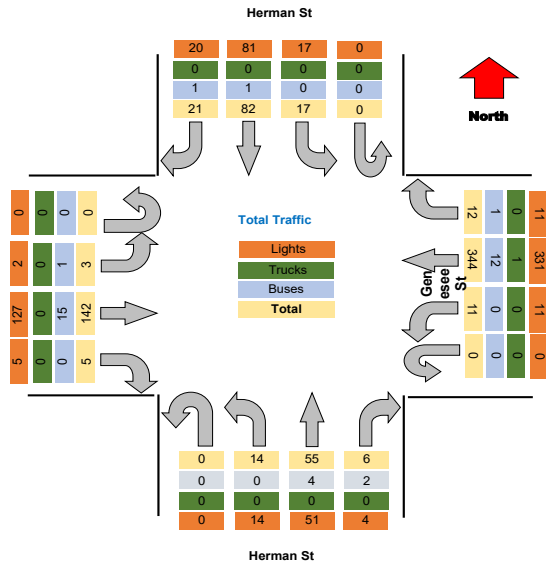 Herman St
20 81 17 0
0 0 0 0
1 1 0 0
21 82 17 0
North
0 0 0 0
2 0 1 3
127 0 15 142
5 0 0 5
Total Traffic
Lights
Trucks
Buses
Total
12 1 0 11
344 12 1 331
11 0 0 11
0 0 0 0
Gen
esee
St
0 14 55 6
0 0 4 2
0 0 0 0
0 14 51 4
Herman St